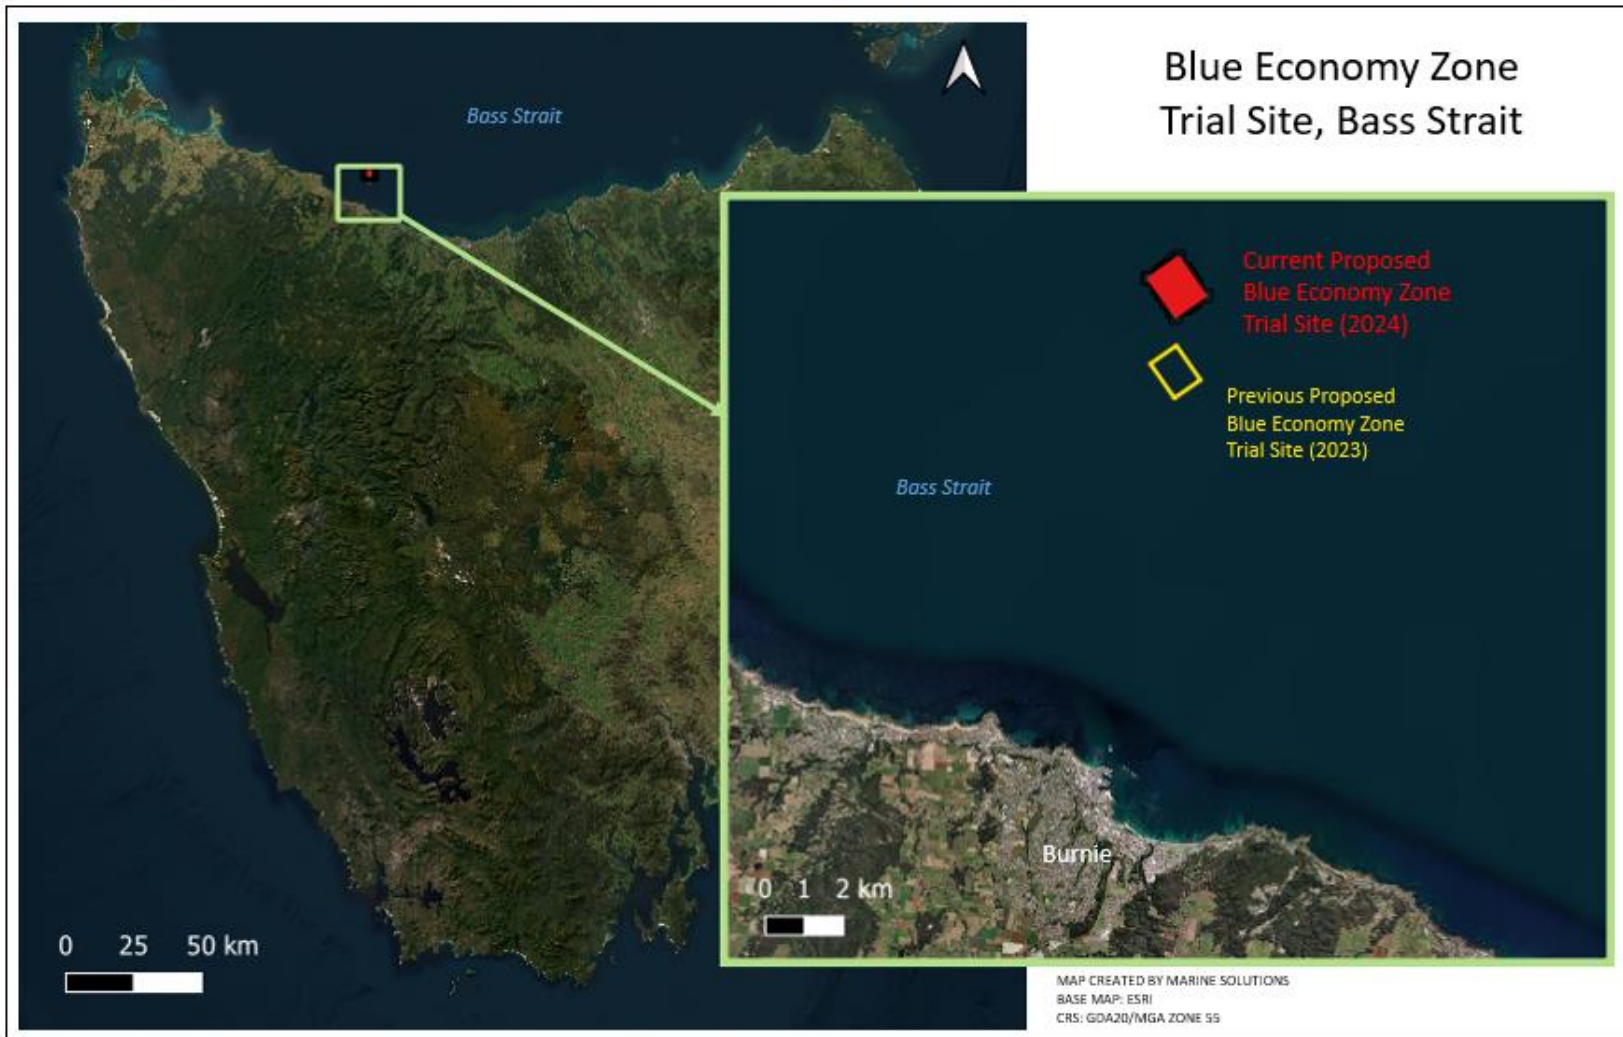 Blue Economy Zone
Trial Site, Bass Strait
Bass Strait
Current Proposed
Blue Economy Zone
Trial Site (2024)
Previous Proposed
Blue Economy Zone
Trial Site (2023)
Bass Strait
Burnie
0 1 2 km
0 25 50 km
MAP CREATED BY MARINE SOLUTIONS
BASE MAP: ESRI
CRS: GDA20/MGA ZONE 55